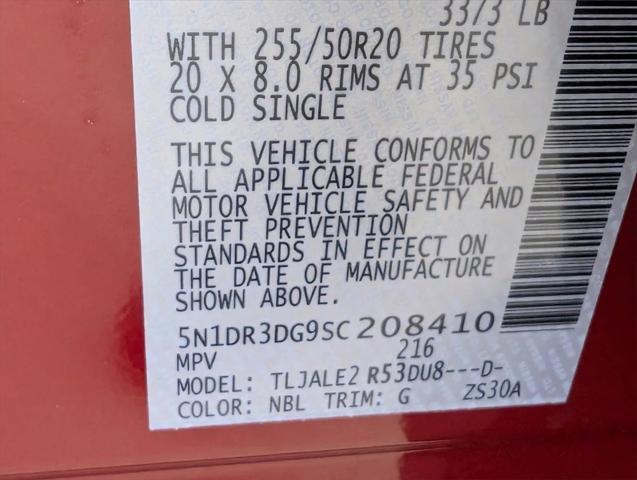 3373 LB
WITH 255/50R20 TIRES
20 X 8.0 RIMS AT 35 PSI
COLD SINGLE
THIS VEHICLE CONFORMS TO
ALL APPLICABLE FEDERAL
MOTOR VEHICLE SAFETY AND
THEFT PREVENTION
STANDARDS IN EFFECT ON
THE DATE OF MANUFACTURE
SHOWN ABOVE.
5N1DR3DG9SC208410
MPV 216
MODEL: TLJALE2 R53DU8---D-
COLOR: NBL TRIM: G ZS30A